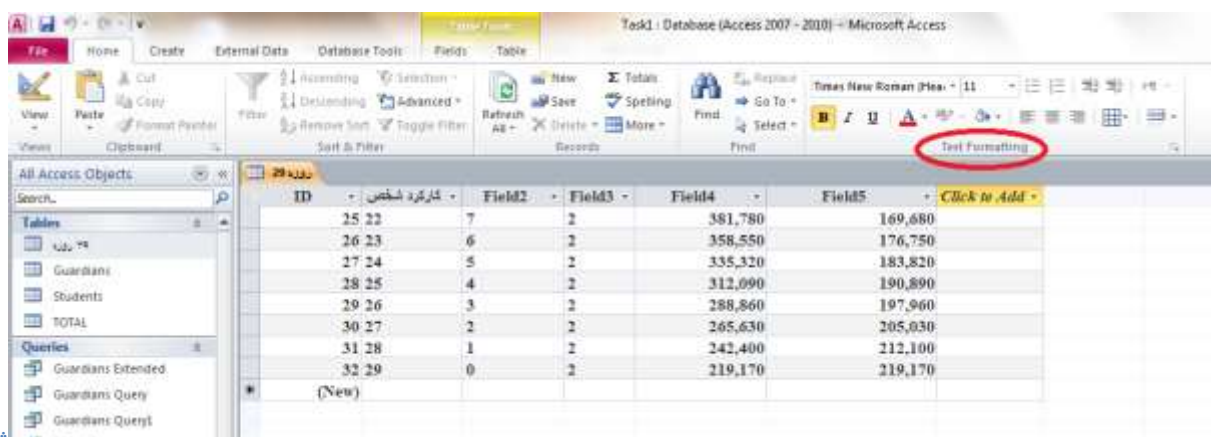 Task1 : Database (Access 2007 - 2010) - Microsoft Access
File Home Create External Data Database Tools Fields Table
Cut
Copy
Format Painter
View Paste
Filter Ascending Descending Remove Sort Selection Advanced Toggle Filter
Refresh All New Save Delete Totals Spelling More
Find Replace Go To Select
Times New Roman (Hea 11
B I U A
Views Clipboard Sort & Filter Records Find Text Formatting
All Access Objects
Search..
Tables
29 روزه
Guardians
Students
TOTAL
Queries
Guardians Extended
Guardians Query
Guardians Query1
29 روزه
ID کارکرد شخص Field2 Field3 Field4 Field5 Click to Add
25 22 7 2 381,780 169,680
26 23 6 2 358,550 176,750
27 24 5 2 335,320 183,820
28 25 4 2 312,090 190,890
29 26 3 2 288,860 197,960
30 27 2 2 265,630 205,030
31 28 1 2 242,400 212,100
32 29 0 2 219,170 219,170
(New)